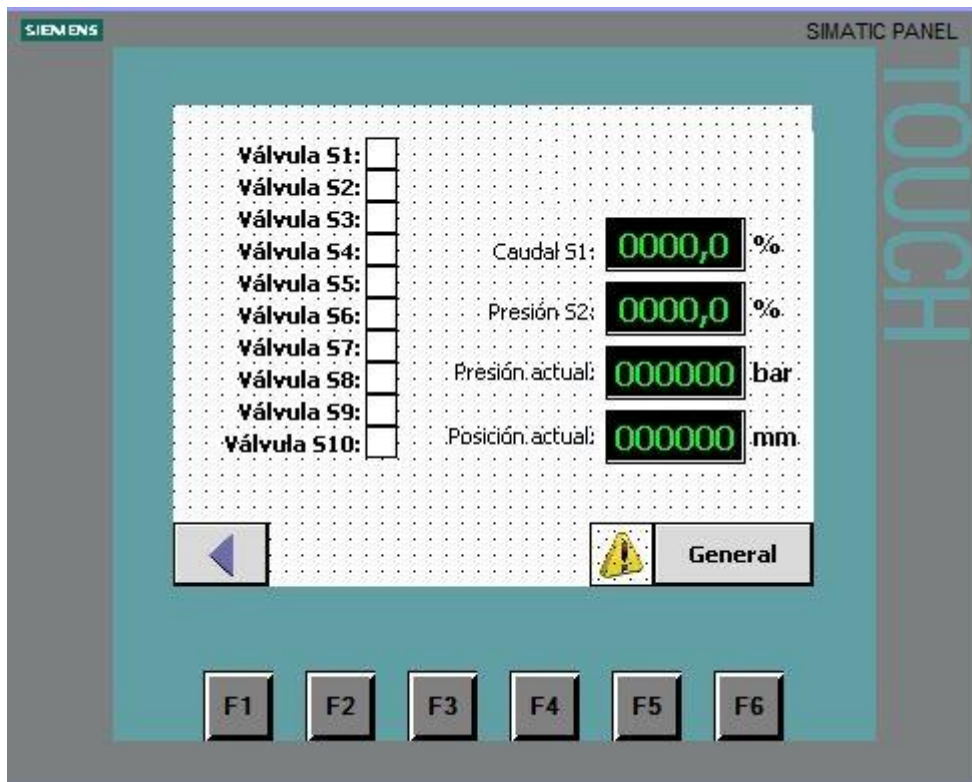 SIEMENS
SIMATIC PANEL
TOUCH
Válvula S1:
Válvula S2:
Válvula S3:
Válvula S4:
Válvula S5:
Válvula S6:
Válvula S7:
Válvula S8:
Válvula S9:
Válvula S10:
Caudal S1: 0000,0 %
Presión S2: 0000,0 %
Presión actual: 000000 bar
Posición actual: 000000 mm
General
F1 F2 F3 F4 F5 F6